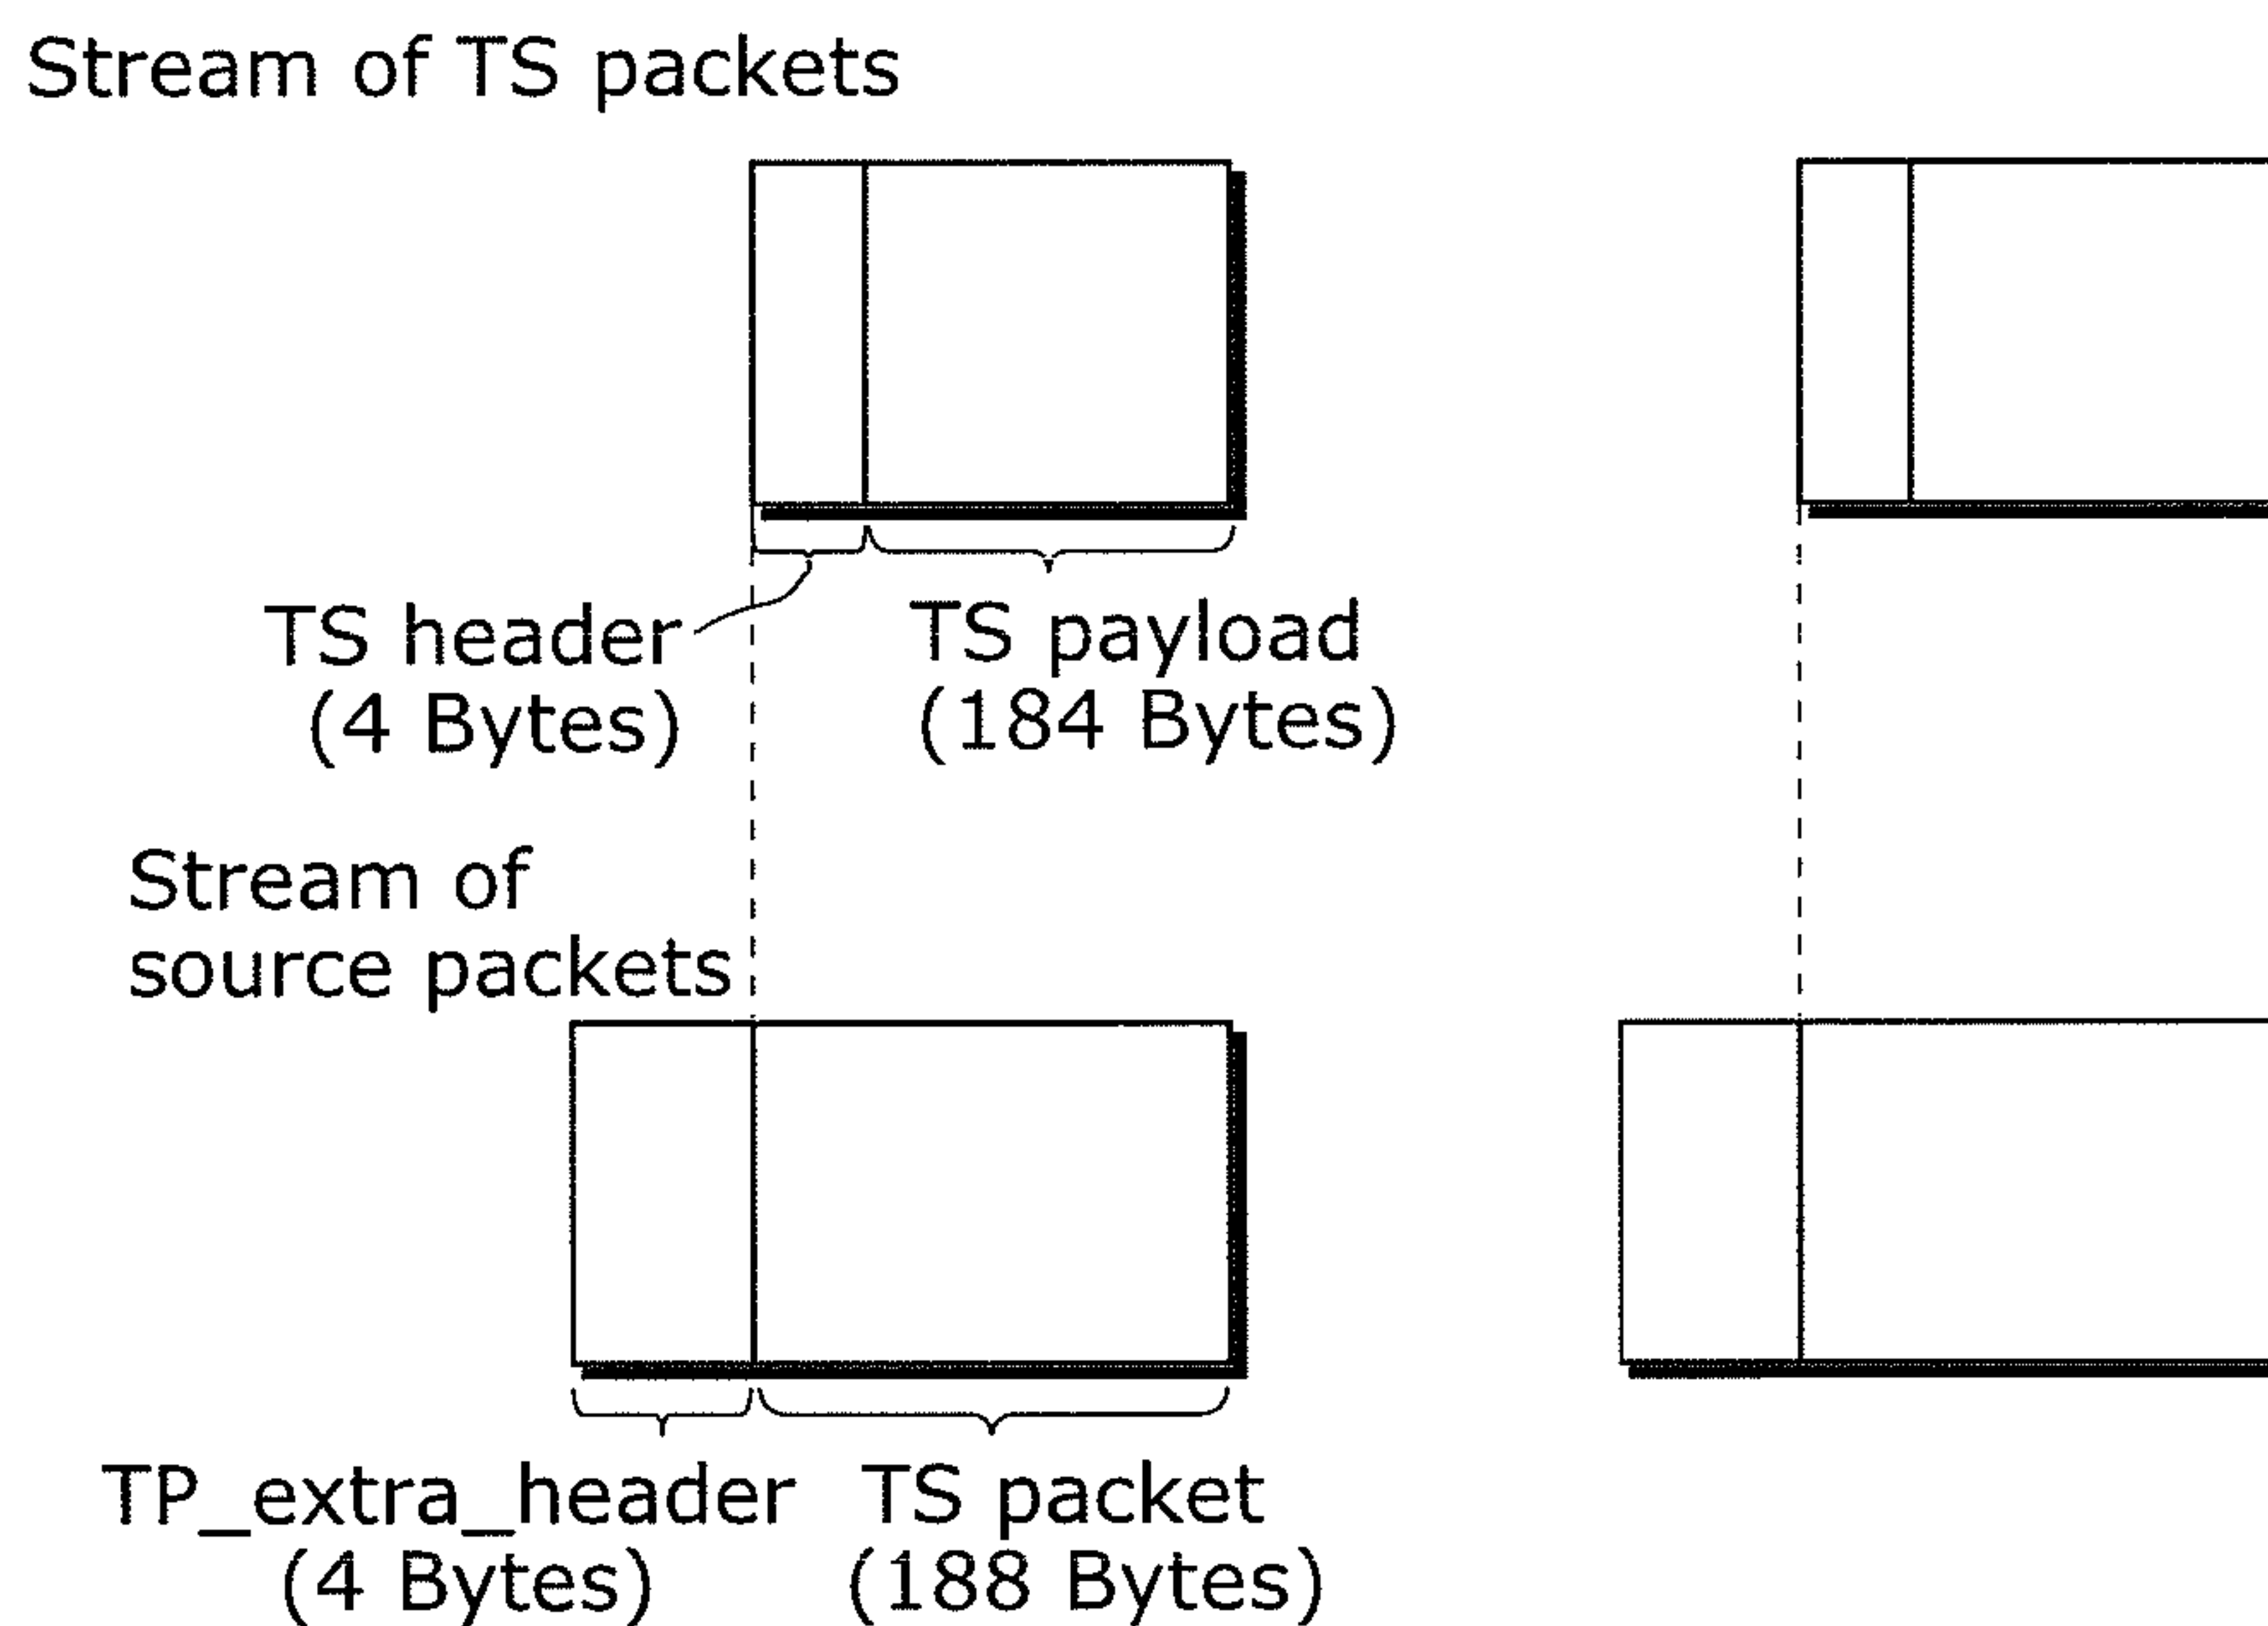 Stream of TS packets
TS header
(4 Bytes)
TS payload
(184 Bytes)
Stream of
source packets
TP_extra_header
(4 Bytes)
TS packet
(188 Bytes)